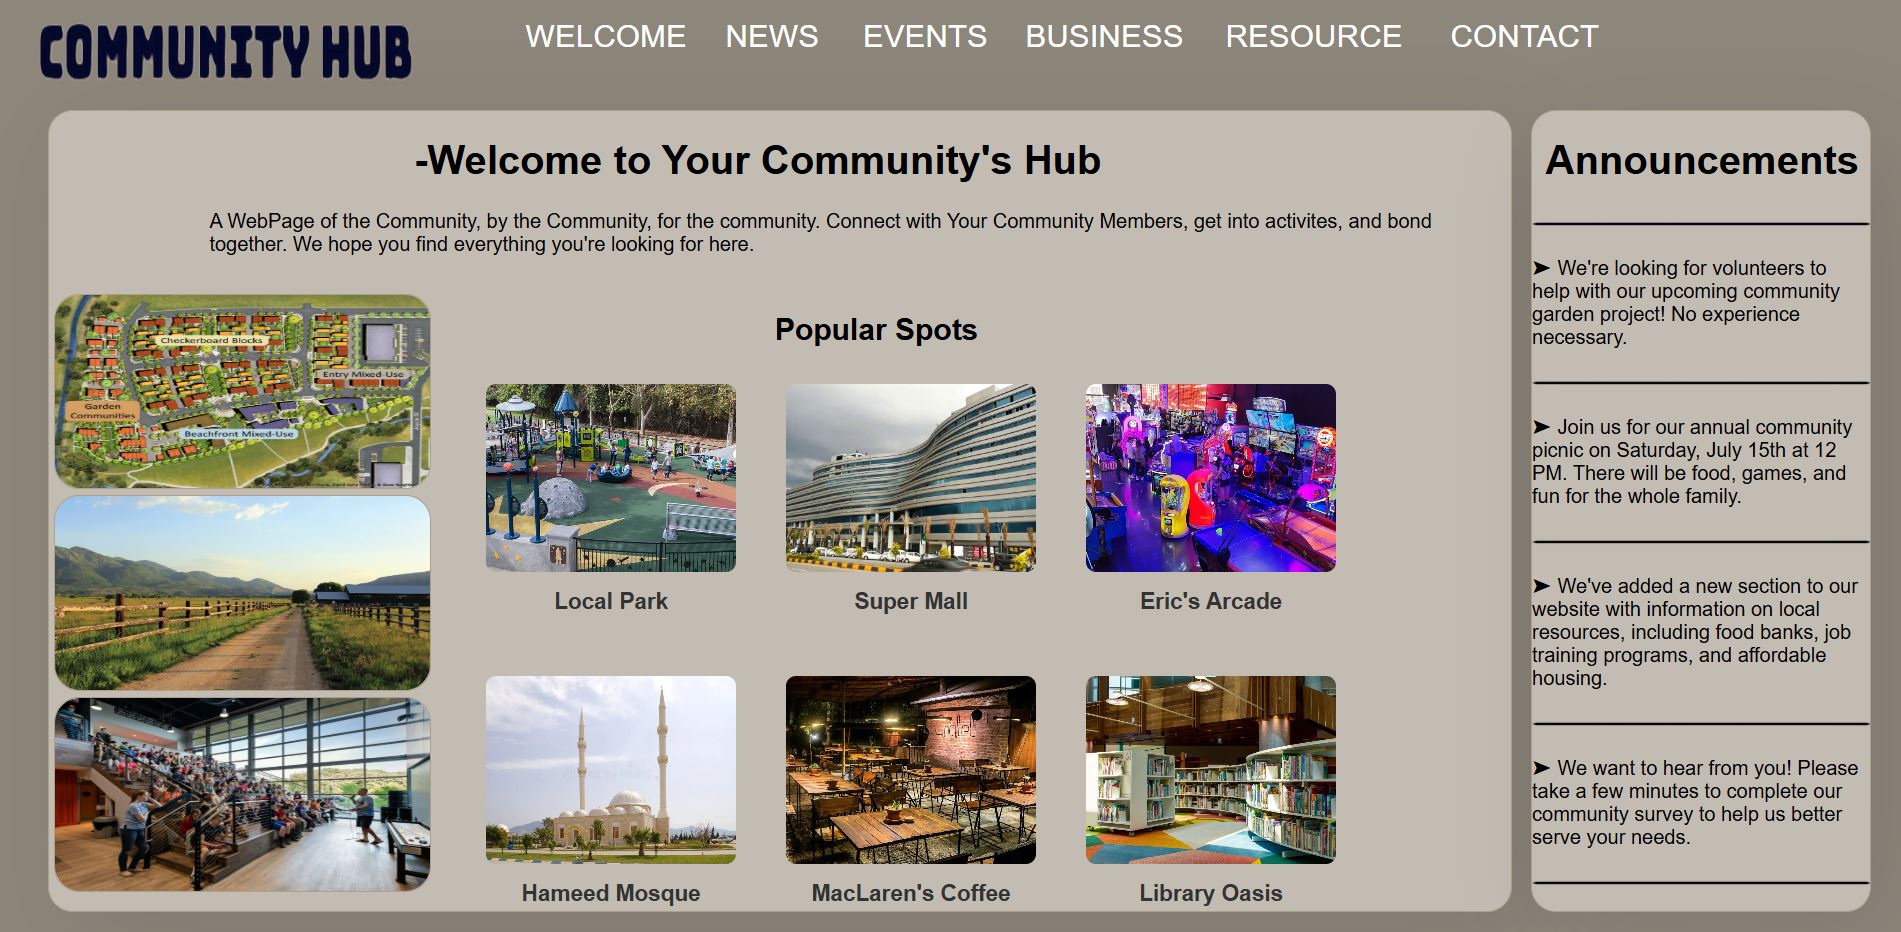 COMMUNITY HUB
WELCOME NEWS EVENTS BUSINESS RESOURCE CONTACT
-Welcome to Your Community's Hub
A WebPage of the Community, by the Community, for the community. Connect with Your Community Members, get into activites, and bond
together. We hope you find everything you're looking for here.
Checkerboard Blocks
Entry Mixed-Use
Garden
Communities
Beachfront Mixed-Use
Popular Spots
Local Park
Super Mall
Eric's Arcade
Hameed Mosque
MacLaren's Coffee
Library Oasis
Announcements
➤ We're looking for volunteers to
help with our upcoming community
garden project! No experience
necessary.
➤ Join us for our annual community
picnic on Saturday, July 15th at 12
PM. There will be food, games, and
fun for the whole family.
➤ We've added a new section to our
website with information on local
resources, including food banks, job
training programs, and affordable
housing.
➤ We want to hear from you! Please
take a few minutes to complete our
community survey to help us better
serve your needs.